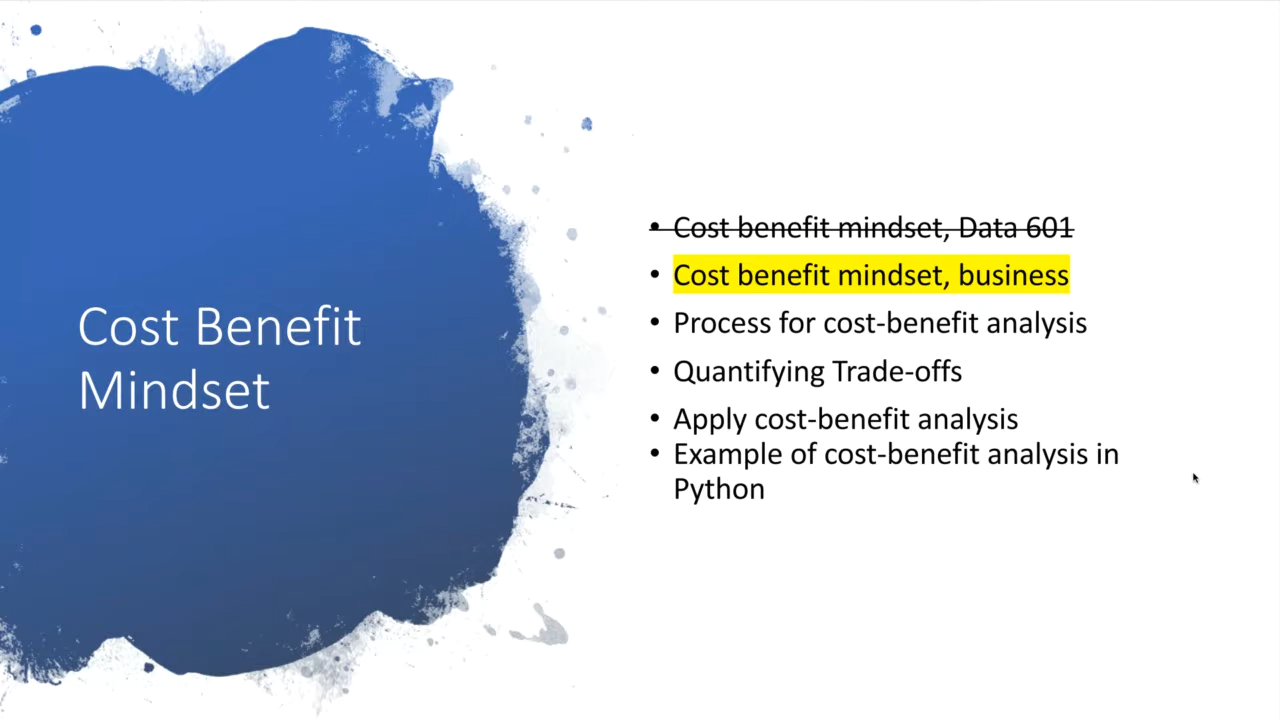 Cost Benefit
Mindset
• Cost benefit mindset, Data 601
• Cost benefit mindset, business
• Process for cost-benefit analysis
• Quantifying Trade-offs
• Apply cost-benefit analysis
• Example of cost-benefit analysis in
Python